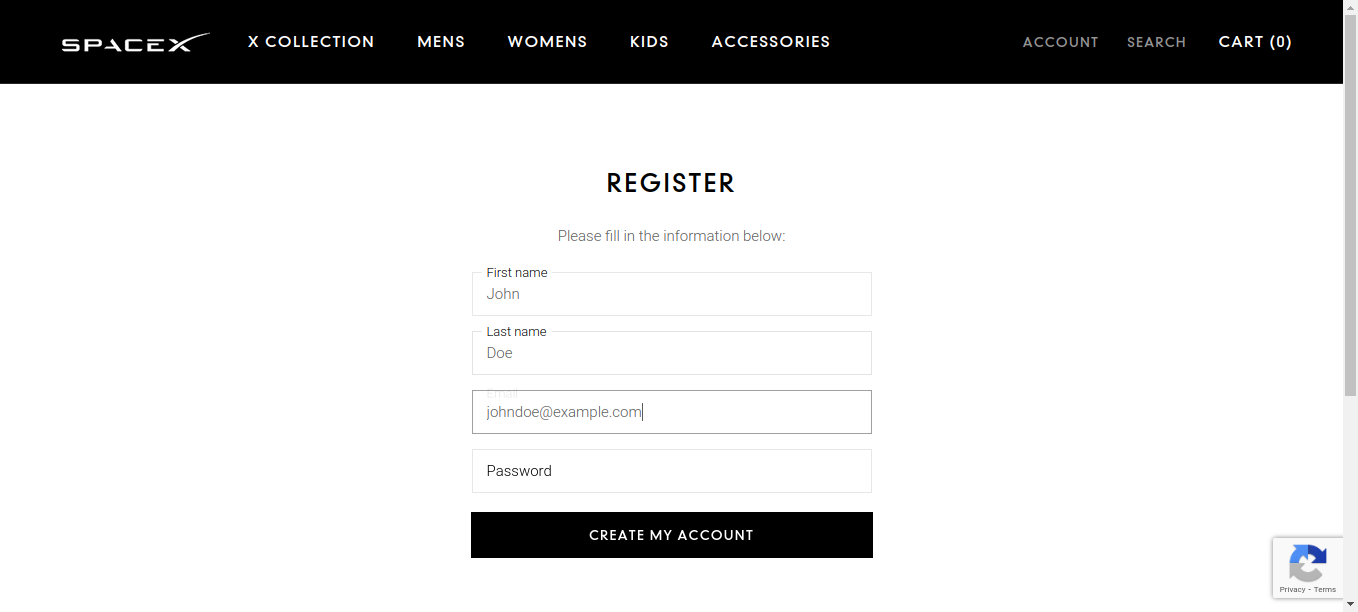 SPACEX X COLLECTION MENS WOMENS KIDS ACCESSORIES ACCOUNT SEARCH CART (0)
REGISTER
Please fill in the information below:
First name
John
Last name
Doe
Email
johndoe@example.com
Password
CREATE MY ACCOUNT
Privacy - Terms